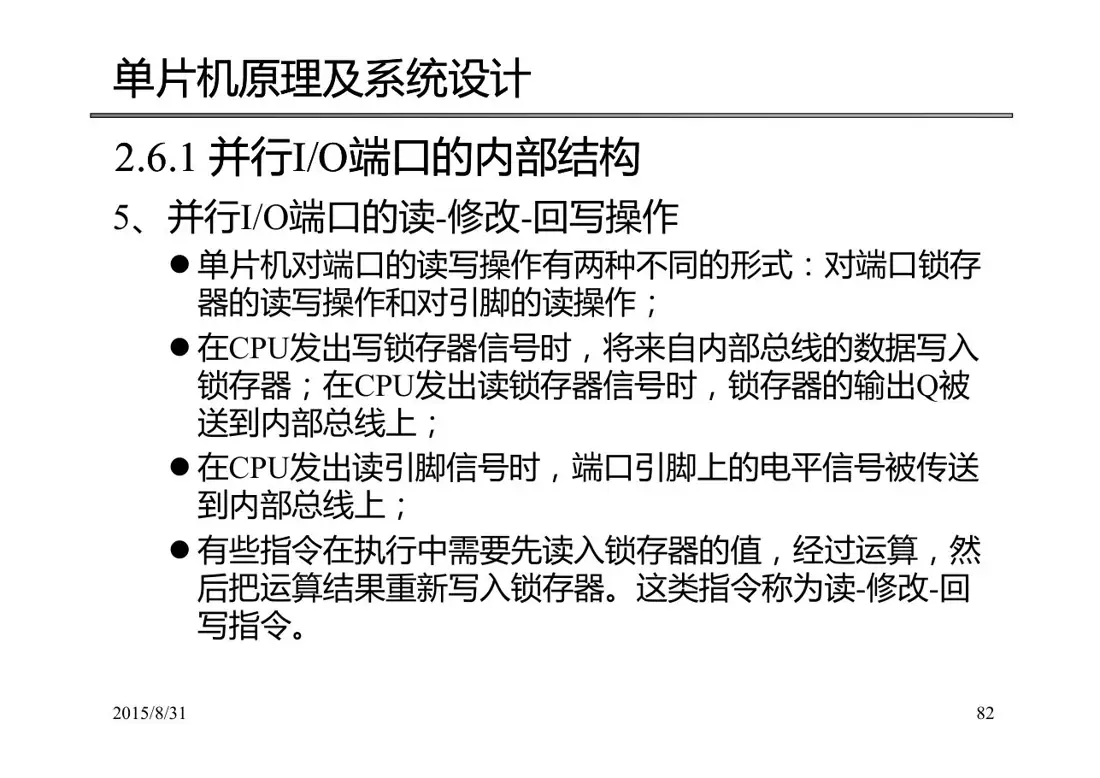 单片机原理及系统设计
2.6.1 并行I/O端口的内部结构
5、并行I/O端口的读-修改-回写操作
●单片机对端口的读写操作有两种不同的形式：对端口锁存
器的读写操作和对引脚的读操作；
●在CPU发出写锁存器信号时，将来自内部总线的数据写入
锁存器；在CPU发出读锁存器信号时，锁存器的输出Q被
送到内部总线上；
●在CPU发出读引脚信号时，端口引脚上的电平信号被传送
到内部总线上；
●有些指令在执行中需要先读入锁存器的值，经过运算，然
后把运算结果重新写入锁存器。这类指令称为读-修改-回
写指令。
2015/8/31
82